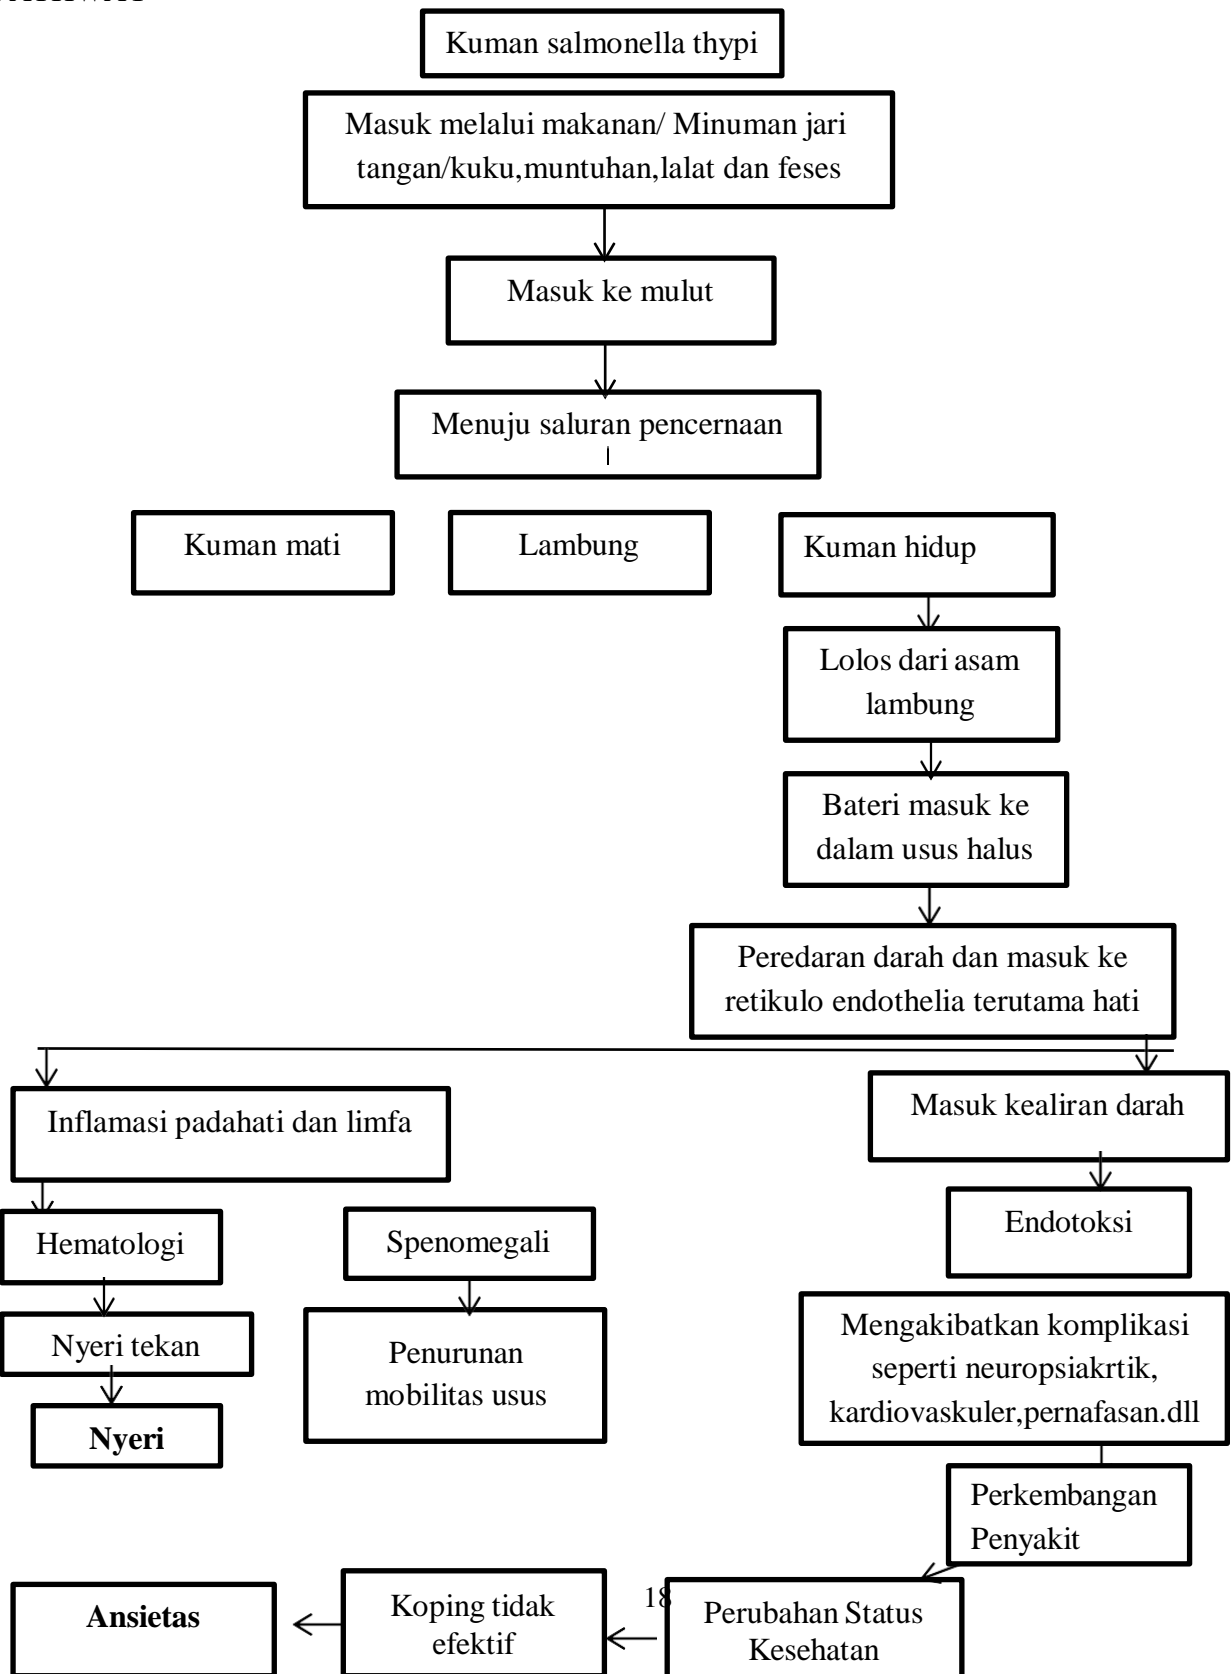 Kuman salmonella thypi
Masuk melalui makanan/ Minuman jari
tangan/kuku,muntuhan,lalat dan feses
Masuk ke mulut
Menuju saluran pencernaan
Kuman mati
Lambung
Kuman hidup
Lolos dari asam
lambung
Bateri masuk ke
dalam usus halus
Peredaran darah dan masuk ke
retikulo endothelia terutama hati
Inflamasi padahati dan limfa
Masuk kealiran darah
Hematologi
Spenomegali
Endotoksi
Nyeri tekan
Penurunan
mobilitas usus
Mengakibatkan komplikasi
seperti neuropsiakrtik,
kardiovaskuler,pernafasan.dll
Nyeri
Perkembangan
Penyakit
Ansietas
Koping tidak
efektif
18
Perubahan Status
Kesehatan